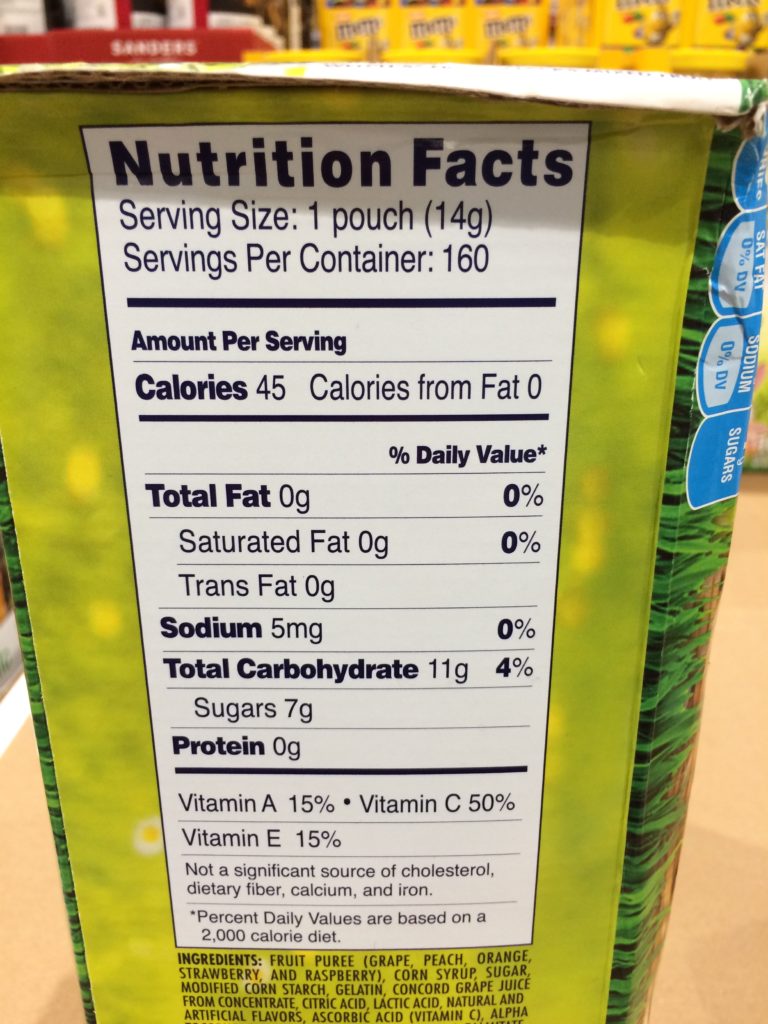 SANDERS
Nutrition Facts
Serving Size: 1 pouch (14g)
Servings Per Container: 160
Amount Per Serving
Calories 45 Calories from Fat 0
% Daily Value*
Total Fat 0g 0%
Saturated Fat 0g 0%
Trans Fat 0g
Sodium 5mg 0%
Total Carbohydrate 11g 4%
Sugars 7g
Protein 0g
Vitamin A 15% • Vitamin C 50%
Vitamin E 15%
Not a significant source of cholesterol,
dietary fiber, calcium, and iron.
*Percent Daily Values are based on a
2,000 calorie diet.
INGREDIENTS: FRUIT PUREE (GRAPE, PEACH, ORANGE,
STRAWBERRY, AND RASPBERRY), CORN SYRUP, SUGAR,
MODIFIED CORN STARCH, GELATIN, CONCORD GRAPE JUICE
FROM CONCENTRATE, CITRIC ACID, LACTIC ACID, NATURAL AND
ARTIFICIAL FLAVORS, ASCORBIC ACID (VITAMIN C), ALPHA
SAT FAT
0% DV
SODIUM
0% DV
SUGARS